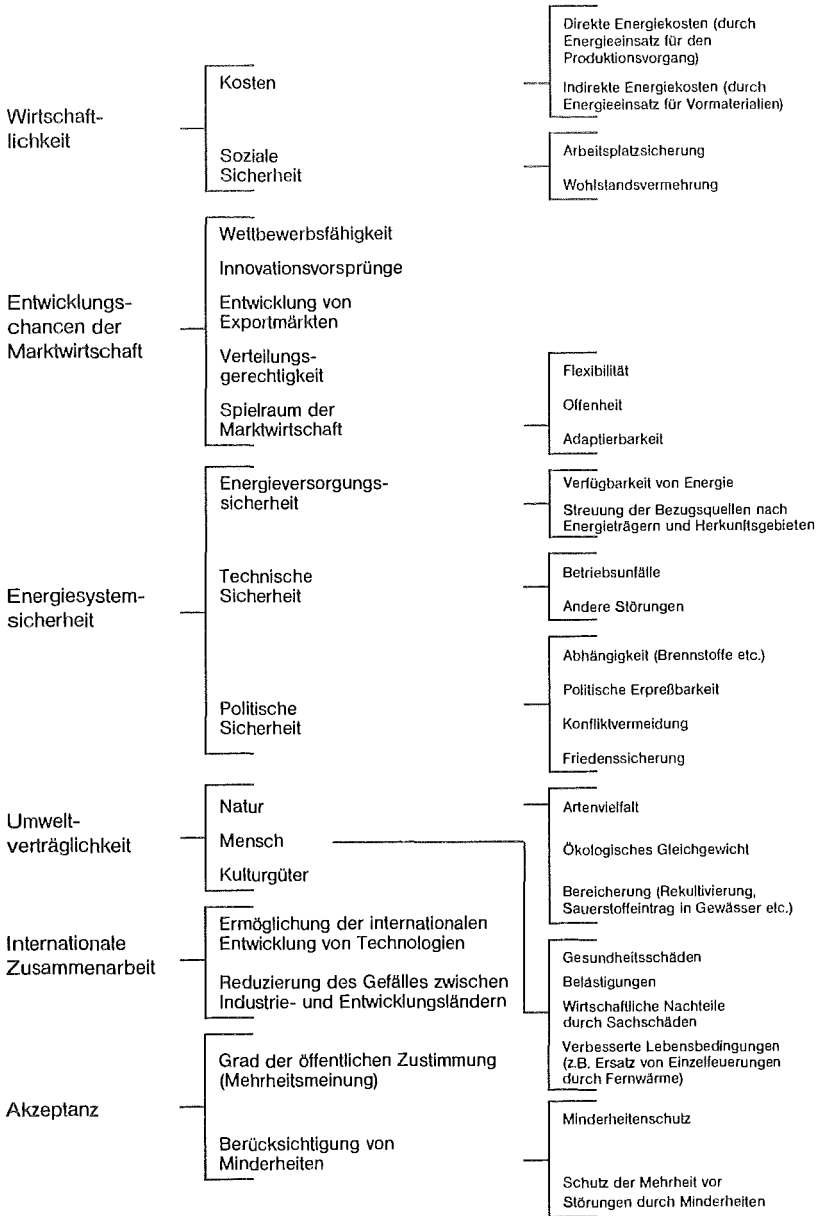 Wirtschaft-
lichkeit
Kosten
Direkte Energiekosten (durch
Energieeinsatz für den
Produktionsvorgang)
Indirekte Energiekosten (durch
Energieeinsatz für Vormaterialien)
Soziale
Sicherheit
Arbeitsplatzsicherung
Wohlstandsvermehrung
Entwicklungs-
chancen der
Marktwirtschaft
Wettbewerbsfähigkeit
Innovationsvorsprünge
Entwicklung von
Exportmärkten
Verteilungs-
gerechtigkeit
Spielraum der
Marktwirtschaft
Flexibilität
Offenheit
Adaptierbarkeit
Energiesystem-
sicherheit
Energieversorgungs-
sicherheit
Verfügbarkeit von Energie
Streuung der Bezugsquellen nach
Energieträgern und Herkunftsgebieten
Technische
Sicherheit
Betriebsunfälle
Andere Störungen
Politische
Sicherheit
Abhängigkeit (Brennstoffe etc.)
Politische Erpreßbarkeit
Konfliktvermeidung
Friedenssicherung
Umwelt-
verträglichkeit
Natur
Artenvielfalt
Ökologisches Gleichgewicht
Bereicherung (Rekultivierung,
Sauerstoffeintrag in Gewässer etc.)
Mensch
Gesundheitsschäden
Belästigungen
Wirtschaftliche Nachteile
durch Sachschäden
Verbesserte Lebensbedingungen
(z.B. Ersatz von Einzelfeuerungen
durch Fernwärme)
Kulturgüter
Internationale
Zusammenarbeit
Ermöglichung der internationalen
Entwicklung von Technologien
Reduzierung des Gefälles zwischen
Industrie- und Entwicklungsländern
Akzeptanz
Grad der öffentlichen Zustimmung
(Mehrheitsmeinung)
Berücksichtigung von
Minderheiten
Minderheitenschutz
Schutz der Mehrheit vor
Störungen durch Minderheiten